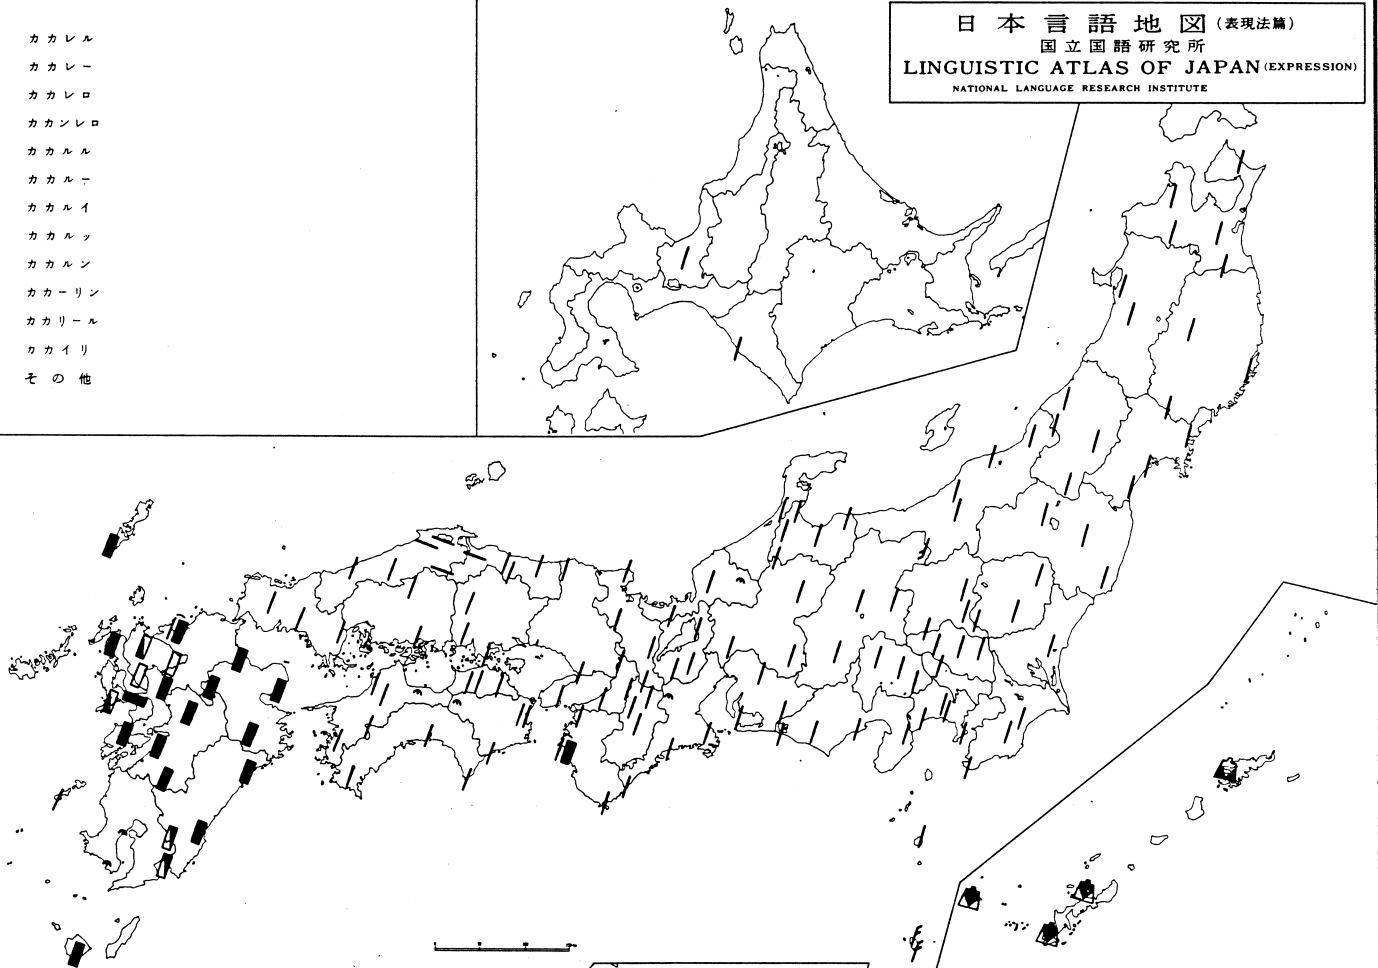 カカレル
カカレー
カカレロ
カカンレロ
カカルル
カカルー
カカルイ
カカルッ
カカルン
カカーリン
カカリール
カカイリ
その他
日本言語地図(表現法篇)
国立国語研究所
LINGUISTIC ATLAS OF JAPAN (EXPRESSION)
NATIONAL LANGUAGE RESEARCH INSTITUTE